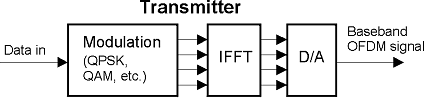 Transmitter
Data in
Modulation
(QPSK,
QAM, etc.)
IFFT
D/A
Baseband
OFDM signal